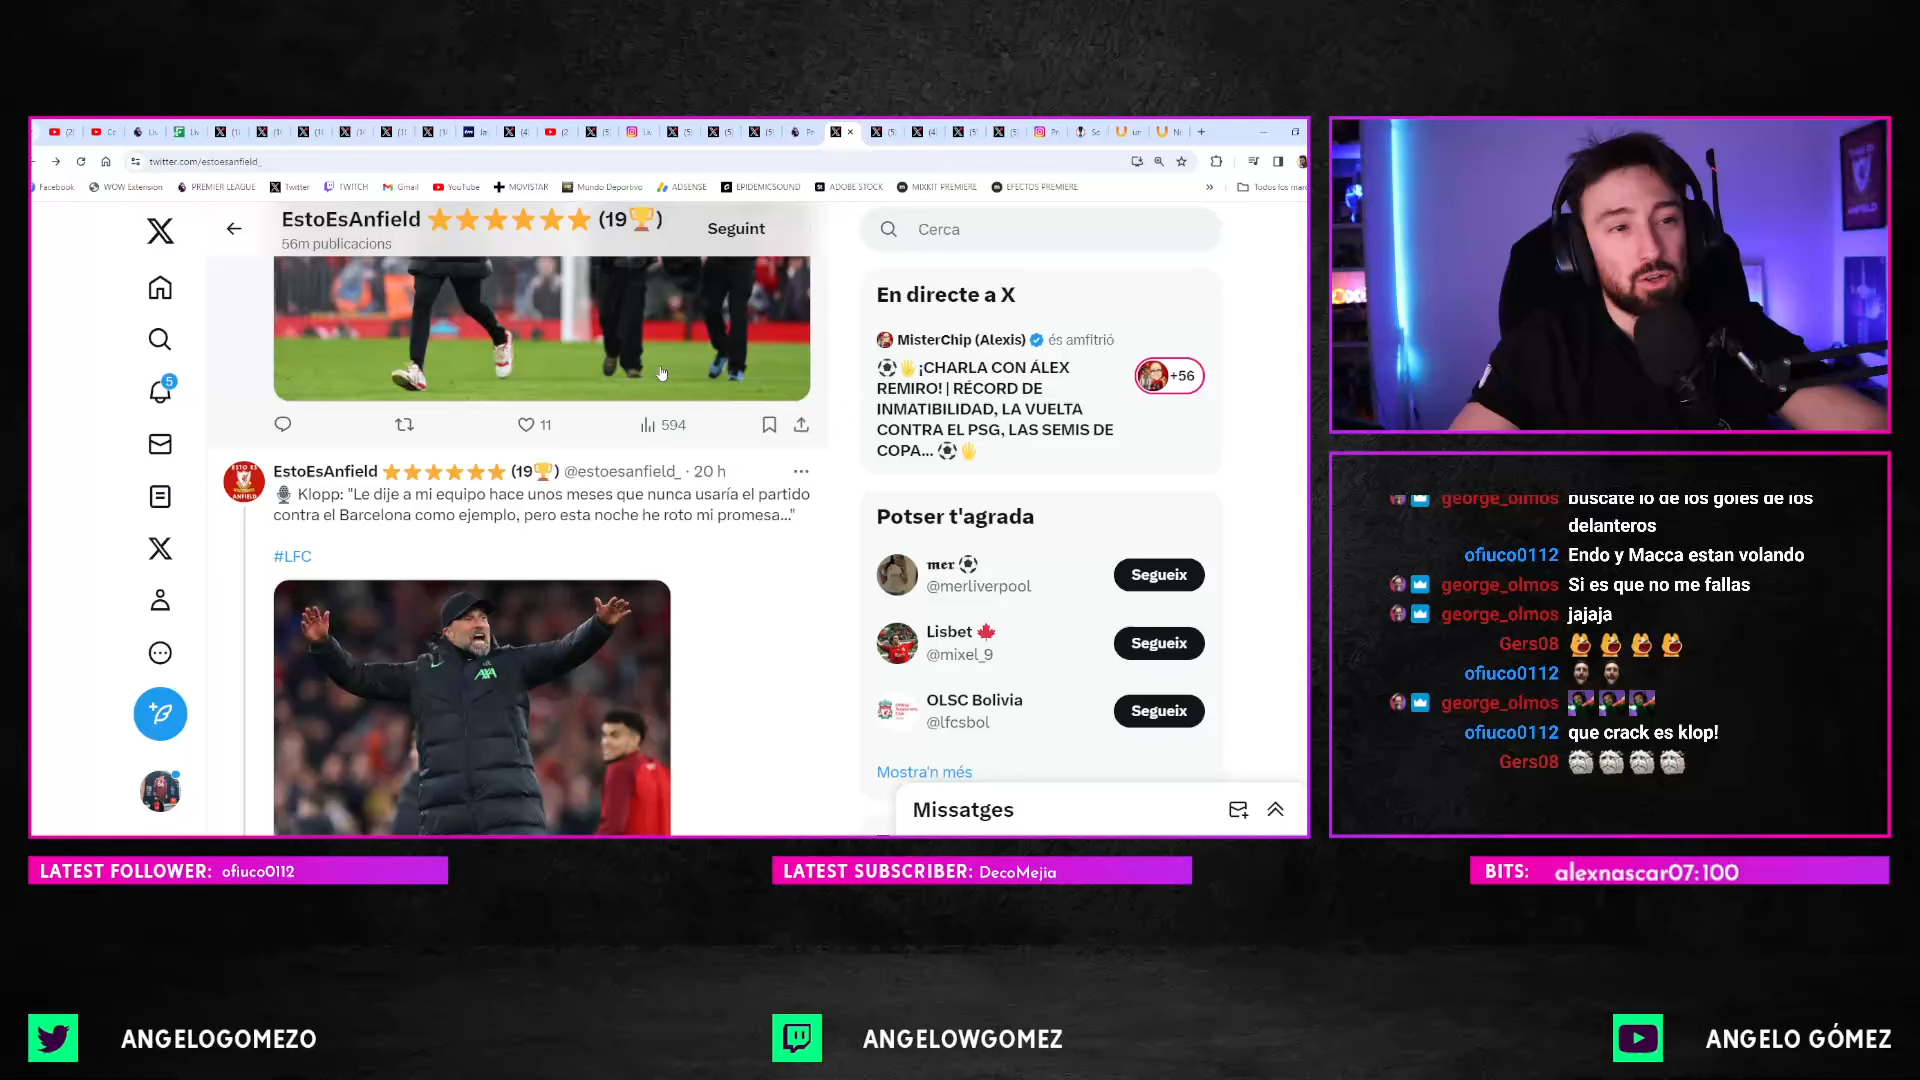 twitter.com/estoesanfield_
Facebook
WOW Extension
PREMIER LEAGUE
Twitter
TWITCH
Gmail
YouTube
MOVISTAR
Mundo Deportivo
ADSENSE
EPIDEMICSOUND
ADOBE STOCK
MIXKIT PREMIERE
EFECTOS PREMIERE
»
EstoEsAnfield ⭐⭐⭐⭐⭐⭐ (19🏆)
56m publicacions
Seguint
11
594
EstoEsAnfield ⭐⭐⭐⭐⭐⭐ (19🏆) @estoesanfield_ · 20 h
🎙️ Klopp: "Le dije a mi equipo hace unos meses que nunca usaría el partido
contra el Barcelona como ejemplo, pero esta noche he roto mi promesa..."
#LFC
AXA
5
Cerca
En directe a X
MisterChip (Alexis) és amfitrió
⚽🖐️¡CHARLA CON ÁLEX
REMIRO! | RÉCORD DE
INMATIBILIDAD, LA VUELTA
CONTRA EL PSG, LAS SEMIS DE
COPA... ⚽🖐️
+56
Potser t'agrada
mer ⚽
@merliverpool
Segueix
Lisbet 🍁
@mixel_9
Segueix
OLSC Bolivia
@lfcsbol
Segueix
Mostra'n més
Missatges
george_olmos buscate lo de los goles de los
delanteros
ofiuco0112 Endo y Macca estan volando
george_olmos Si es que no me fallas
george_olmos jajaja
Gers08
ofiuco0112
george_olmos
ofiuco0112 que crack es klop!
Gers08
LATEST FOLLOWER: ofiuco0112
LATEST SUBSCRIBER: DecoMejia
BITS: alexnascar07:100
ANGELOGOMEZO
ANGELOWGOMEZ
ANGELO GÓMEZ